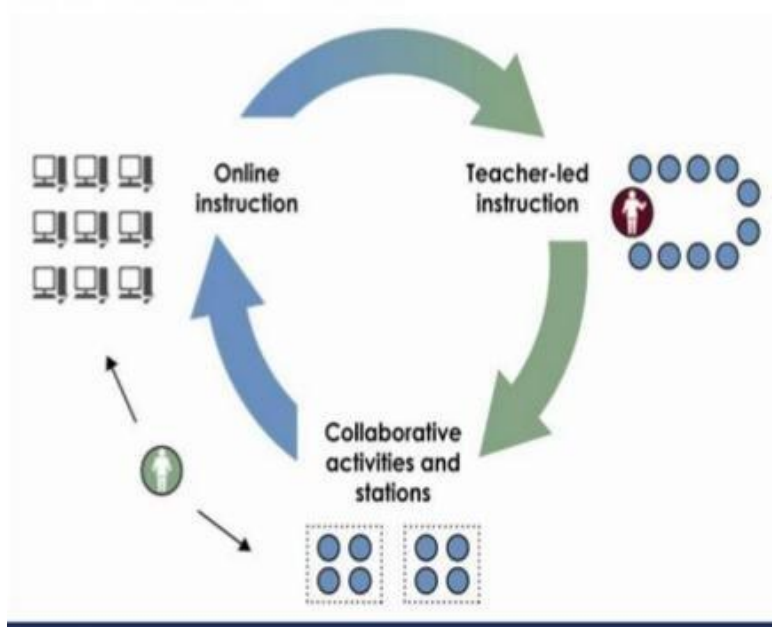 Online
instruction
Teacher-led
instruction
Collaborative
activities and
stations